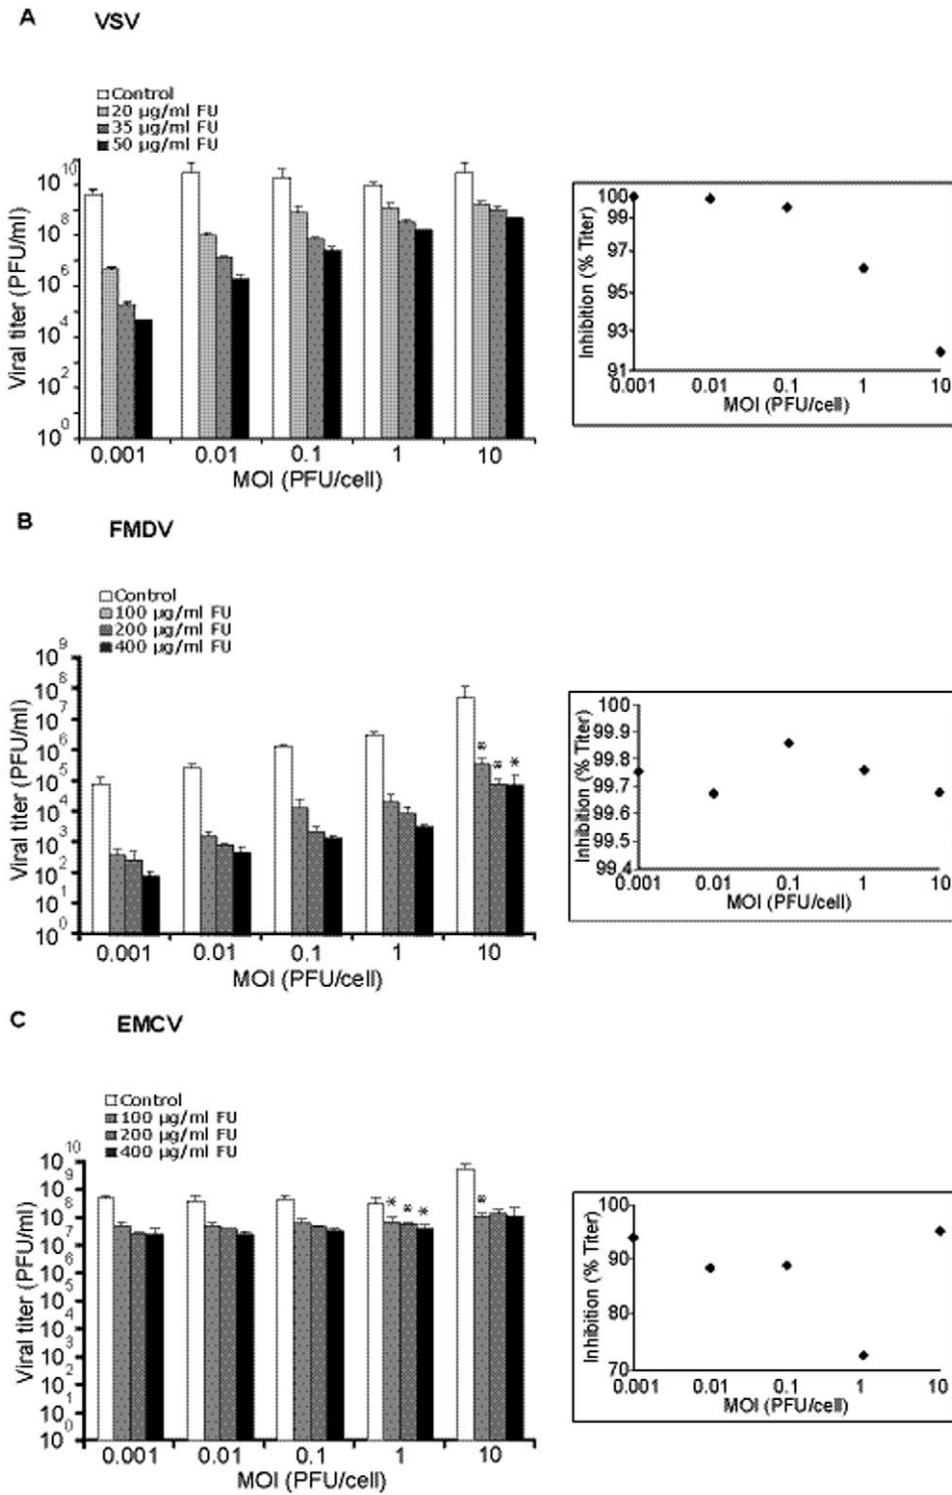 A
VSV
Control
20 µg/ml FU
35 µg/ml FU
50 µg/ml FU
Viral titer (PFU/ml)
10^10
10^8
10^6
10^4
10^2
10^0
0.001 0.01 0.1 1 10
MOI (PFU/cell)
Inhibition (% Titer)
100
99
97
95
93
91
0.001 0.01 0.1 1 10
MOI (PFU/cell)
B
FMDV
Control
100 µg/ml FU
200 µg/ml FU
400 µg/ml FU
Viral titer (PFU/ml)
10^9
10^8
10^7
10^6
10^5
10^4
10^3
10^2
10^1
10^0
* * *
0.001 0.01 0.1 1 10
MOI (PFU/cell)
Inhibition (% Titer)
100
99.9
99.8
99.7
99.6
99.5
99.4
0.001 0.01 0.1 1 10
MOI (PFU/cell)
C
EMCV
Control
100 µg/ml FU
200 µg/ml FU
400 µg/ml FU
Viral titer (PFU/ml)
10^10
10^9
10^8
10^7
10^6
10^5
10^4
10^3
10^2
10^1
10^0
* * * *
0.001 0.01 0.1 1 10
MOI (PFU/cell)
Inhibition (% Titer)
100
90
80
70
0.001 0.01 0.1 1 10
MOI (PFU/cell)